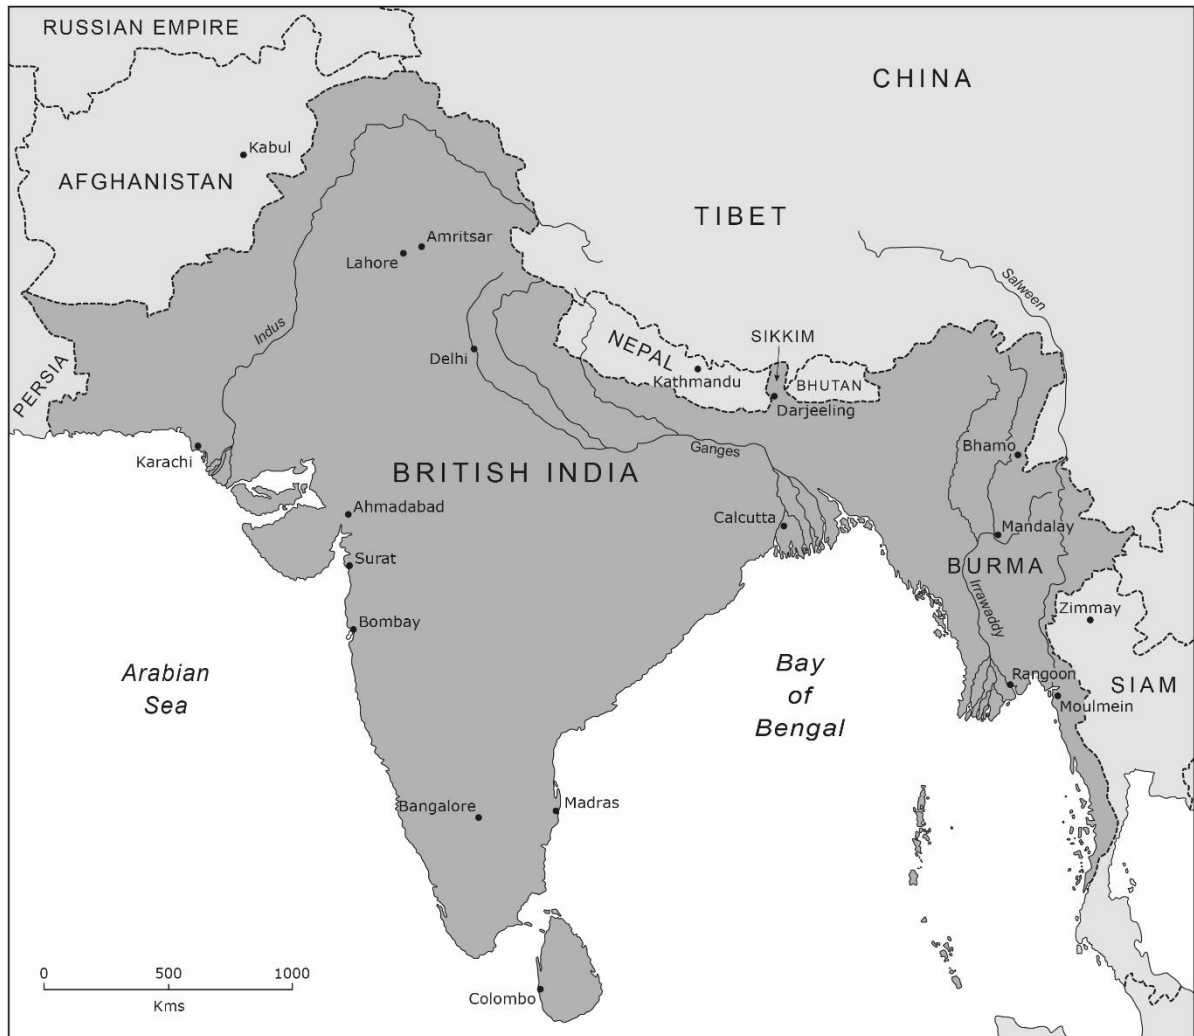 RUSSIAN EMPIRE
CHINA
Kabul
AFGHANISTAN
TIBET
Amritsar
Lahore
Salween
Indus
SIKKIM
NEPAL
Delhi
Kathmandu
BHUTAN
PERSIA
Darjeeling
Ganges
Bhamo
Karachi
BRITISH INDIA
Ahmadabad
Calcutta
Mandalay
Surat
BURMA
Irrawaddy
Zimmay
Bombay
Arabian
Sea
Bay
of
Bengal
Rangoon
SIAM
Moulmein
Bangalore
Madras
0 500 1000
Kms
Colombo